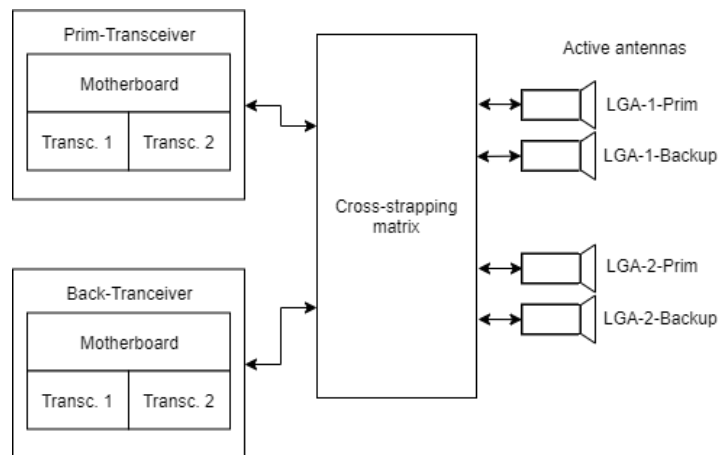 Prim-Transceiver
Motherboard
Transc. 1
Transc. 2
Back-Tranceiver
Motherboard
Transc. 1
Transc. 2
Cross-strapping
matrix
Active antennas
LGA-1-Prim
LGA-1-Backup
LGA-2-Prim
LGA-2-Backup